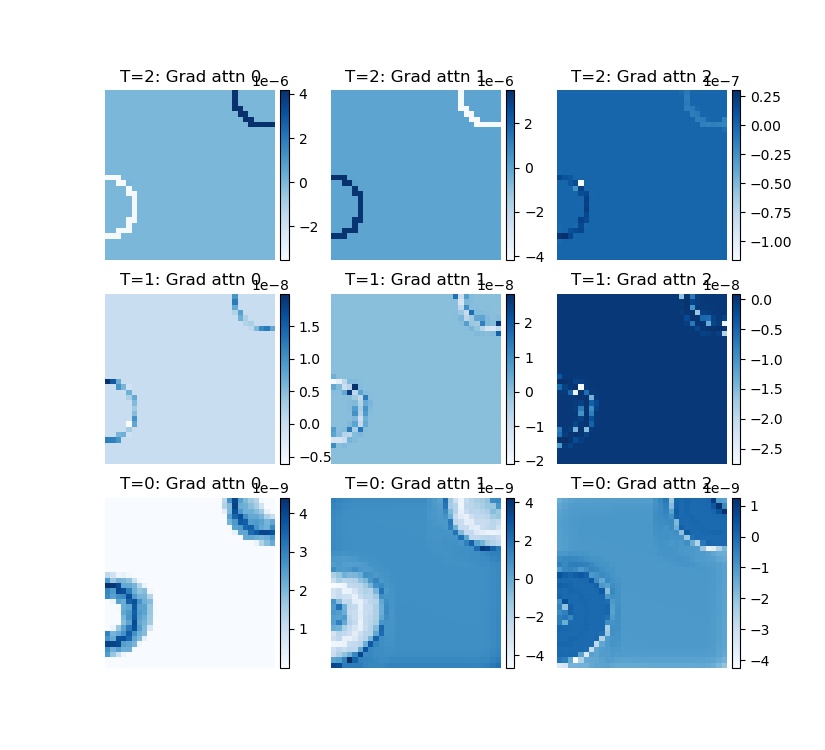 T=2: Grad attn 0
1e−6
4
2
0
−2
T=2: Grad attn 1
1e−6
2
0
−2
−4
T=2: Grad attn 2
1e−7
0.25
0.00
−0.25
−0.50
−0.75
−1.00
T=1: Grad attn 0
1e−8
1.5
1.0
0.5
0.0
−0.5
T=1: Grad attn 1
1e−8
2
1
0
−1
−2
T=1: Grad attn 2
1e−8
0.0
−0.5
−1.0
−1.5
−2.0
−2.5
T=0: Grad attn 0
1e−9
4
3
2
1
T=0: Grad attn 1
1e−9
4
2
0
−2
−4
T=0: Grad attn 2
1e−9
1
0
−1
−2
−3
−4